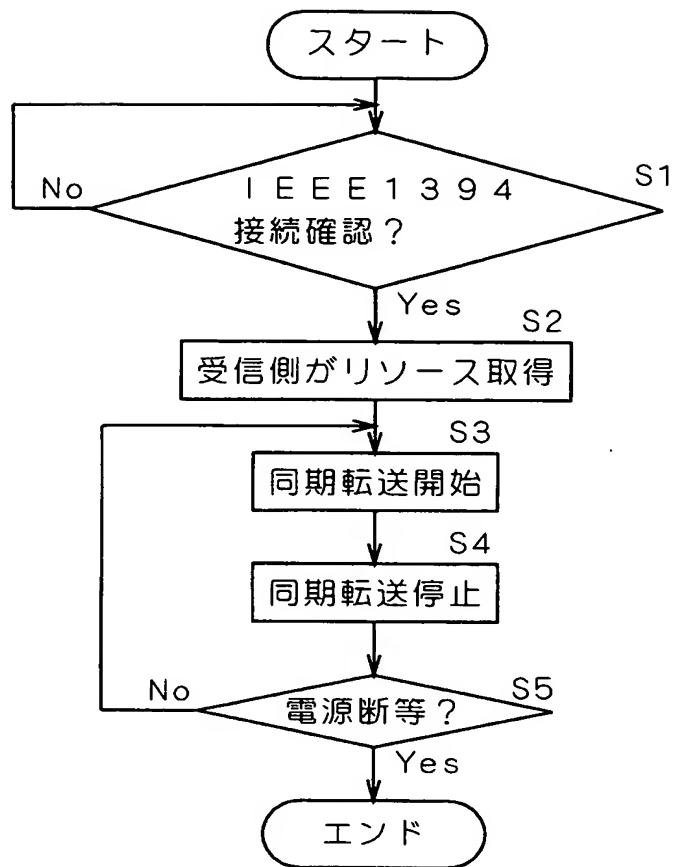 スタート
No
ＩＥＥＥ１３９４
接続確認？
S1
Yes
S2
受信側がリソース取得
S3
同期転送開始
S4
同期転送停止
No
電源断等？
S5
Yes
エンド